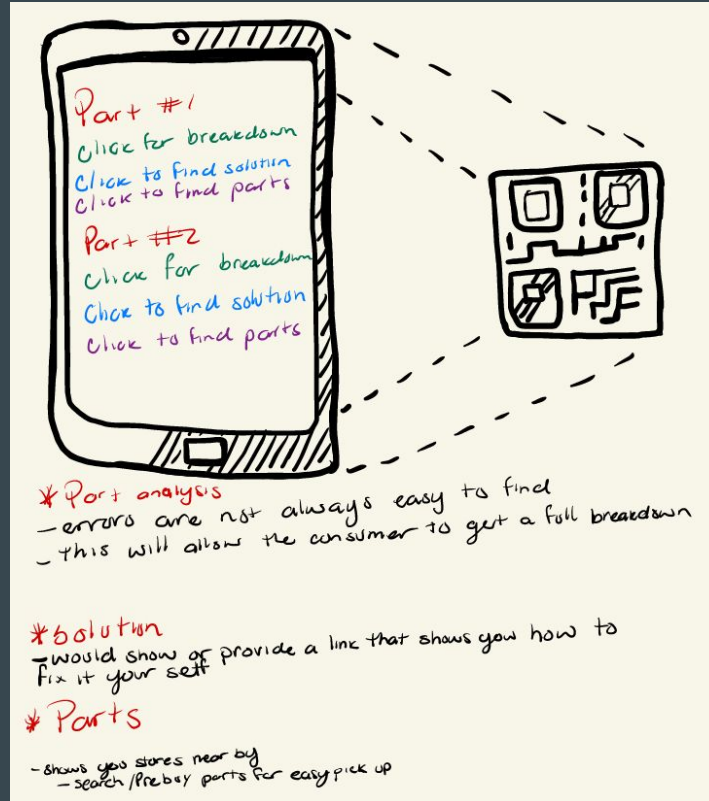 Part #1
Click for breakdown
Click to find solution
Click to find parts
Part #2
Click for breakdown
Click to find solution
Click to find parts
* Part analysis
- errors are not always easy to find
- this will allow the consumer to get a full breakdown
* Solution
- would show or provide a link that shows you how to
fix it your self
* Parts
- shows you stores near by
- search / Prebuy parts for easy pick up